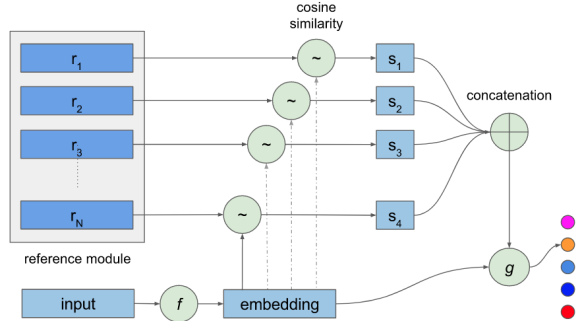 cosine
similarity
r1
~
s1
r2
~
s2
concatenation
r3
~
s3
rN
~
s4
reference module
g
input
f
embedding